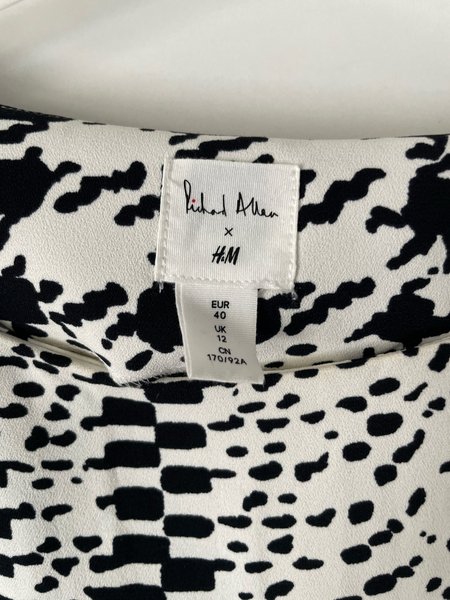 Richard Allan
×
H&M
EUR
40
UK
12
CN
170/92A